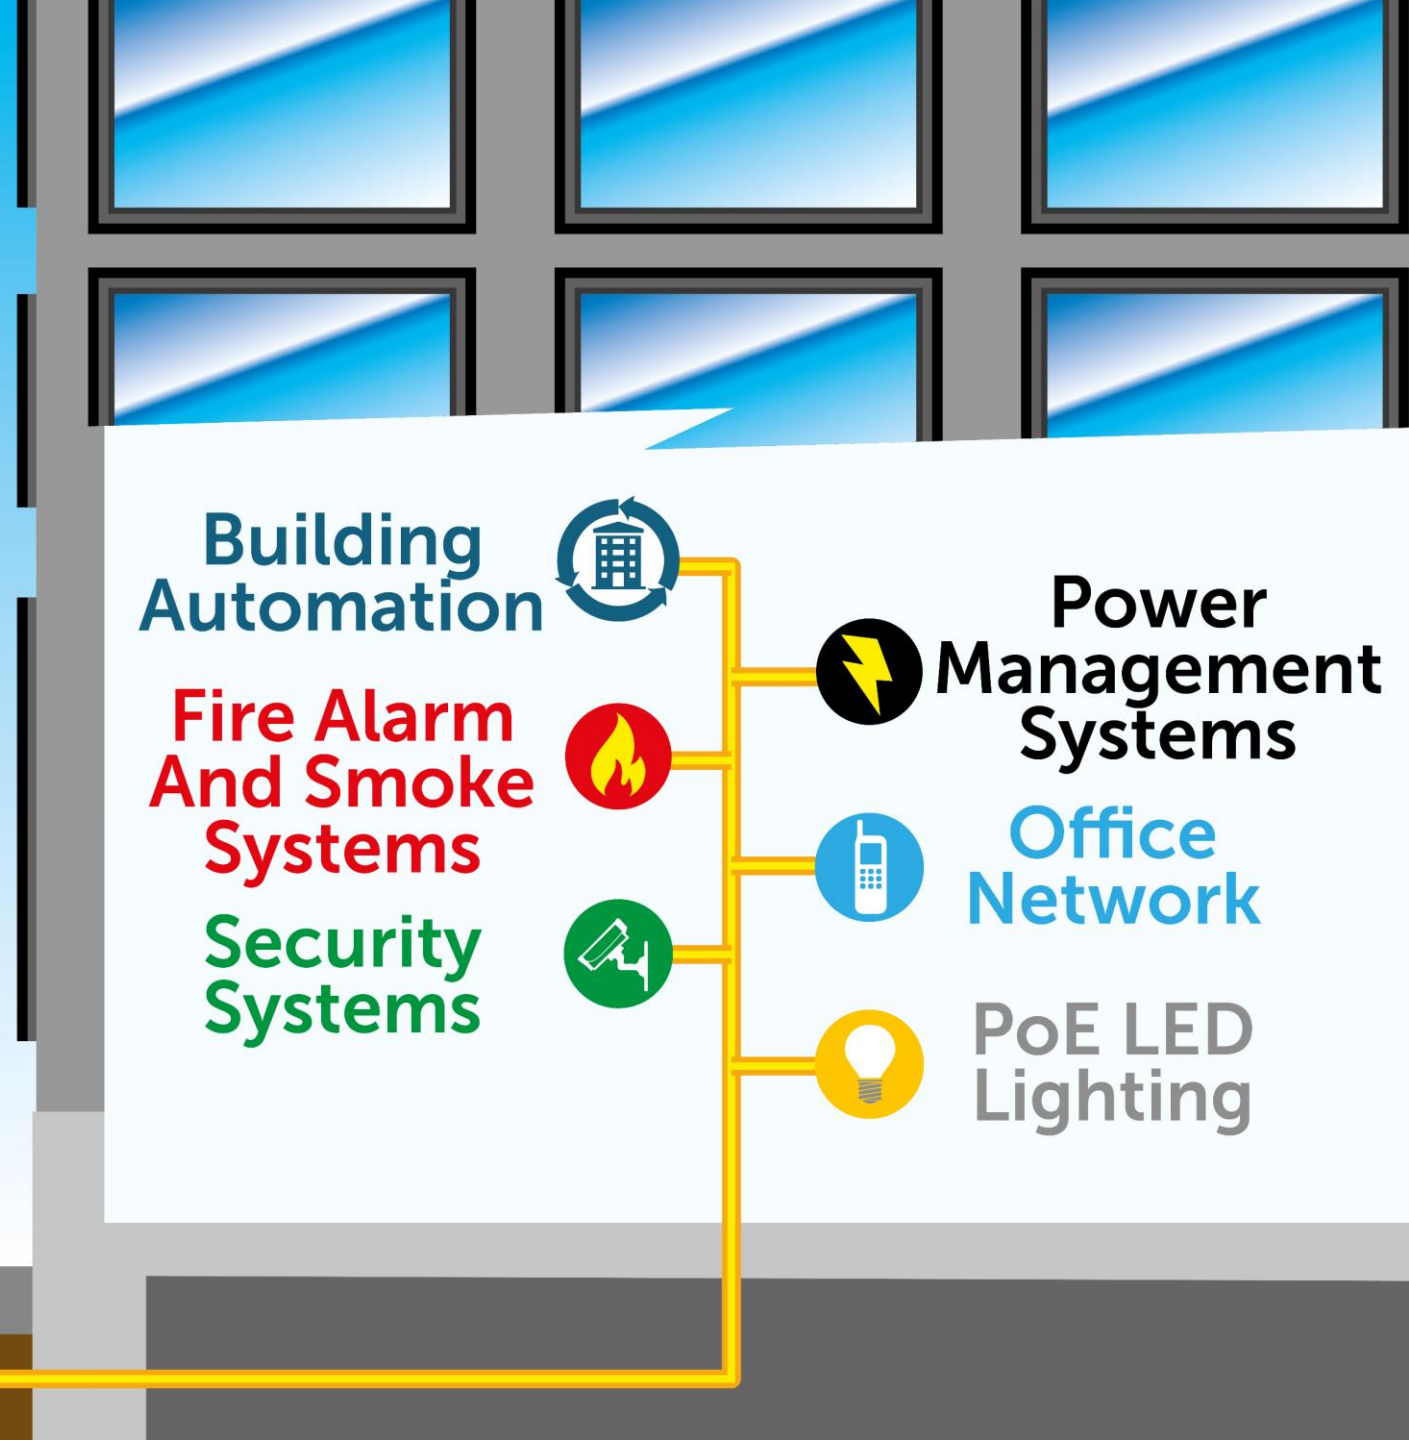 Building
Automation
Fire Alarm
And Smoke
Systems
Security
Systems
Power
Management
Systems
Office
Network
PoE LED
Lighting